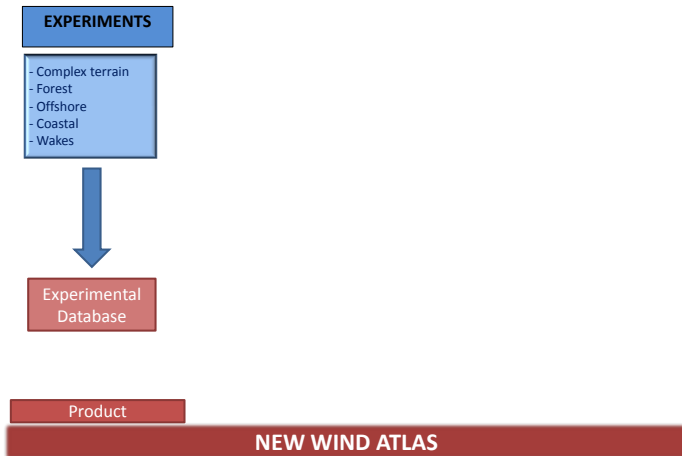 EXPERIMENTS
- Complex terrain
- Forest
- Offshore
- Coastal
- Wakes
Experimental
Database
Product
NEW WIND ATLAS